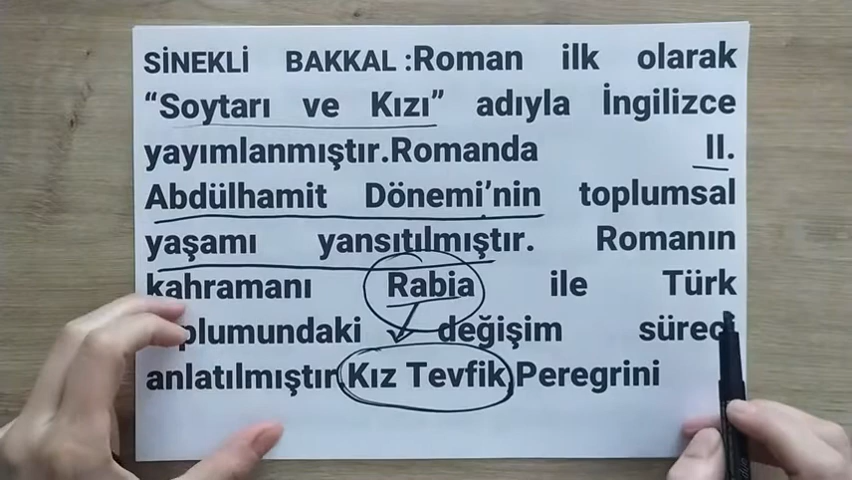 SİNEKLİ BAKKAL :Roman ilk olarak
“Soytarı ve Kızı” adıyla İngilizce
yayımlanmıştır.Romanda II.
Abdülhamit Dönemi’nin toplumsal
yaşamı yansıtılmıştır. Romanın
kahramanı Rabia ile Türk
plumundaki değişim süreci
anlatılmıştır.Kız Tevfik,Peregrini